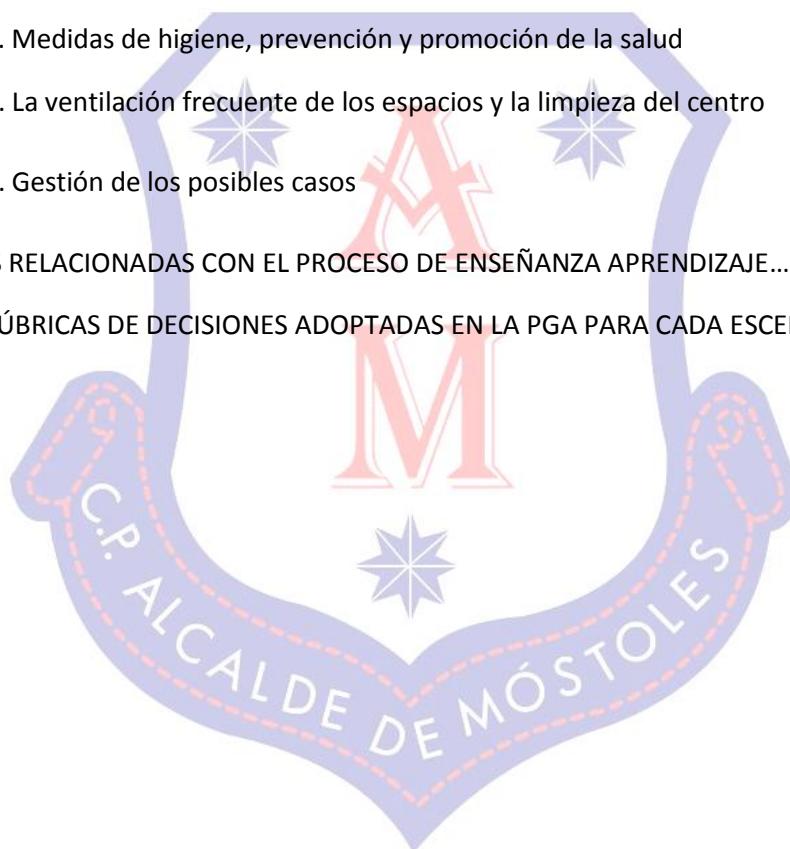 . Medidas de higiene, prevención y promoción de la salud
. La ventilación frecuente de los espacios y la limpieza del centro
. Gestión de los posibles casos
RELACIONADAS CON EL PROCESO DE ENSEÑANZA APRENDIZAJE...
ÚBRICAS DE DECISIONES ADOPTADAS EN LA PGA PARA CADA
A
M
C.P. ALCALDE DE MÓSTOLES